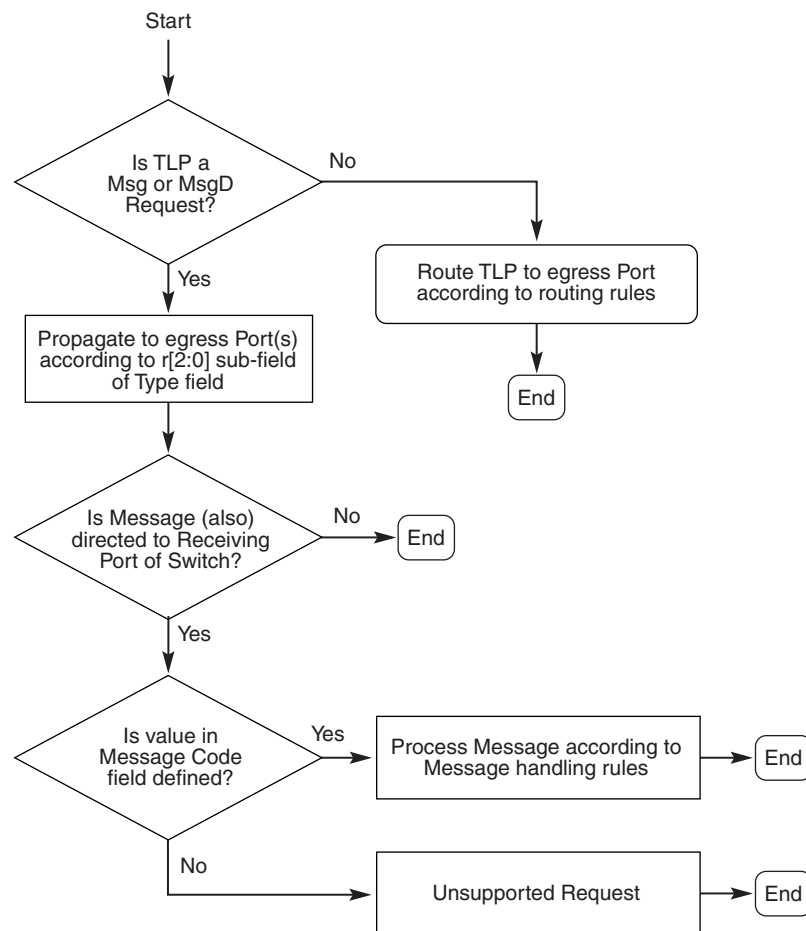 Start
Is TLP a
Msg or MsgD
Request?
No
Yes
Route TLP to egress Port
according to routing rules
Propagate to egress Port(s)
according to r[2:0] sub-field
of Type field
End
Is Message (also)
directed to Receiving
Port of Switch?
No
End
Yes
Is value in
Message Code
field defined?
Yes
Process Message according to
Message handling rules
End
No
Unsupported Request
End